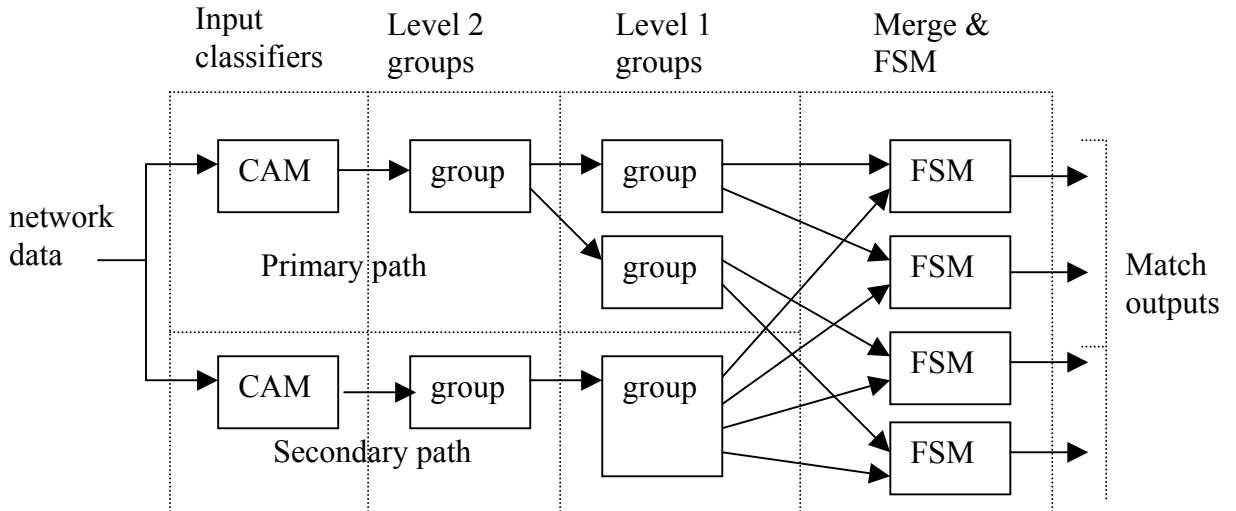 Input
classifiers
Level 2
groups
Level 1
groups
Merge &
FSM
CAM
group
group
FSM
network
data
Primary path
group
FSM
Match
outputs
CAM
group
group
FSM
Secondary path
FSM